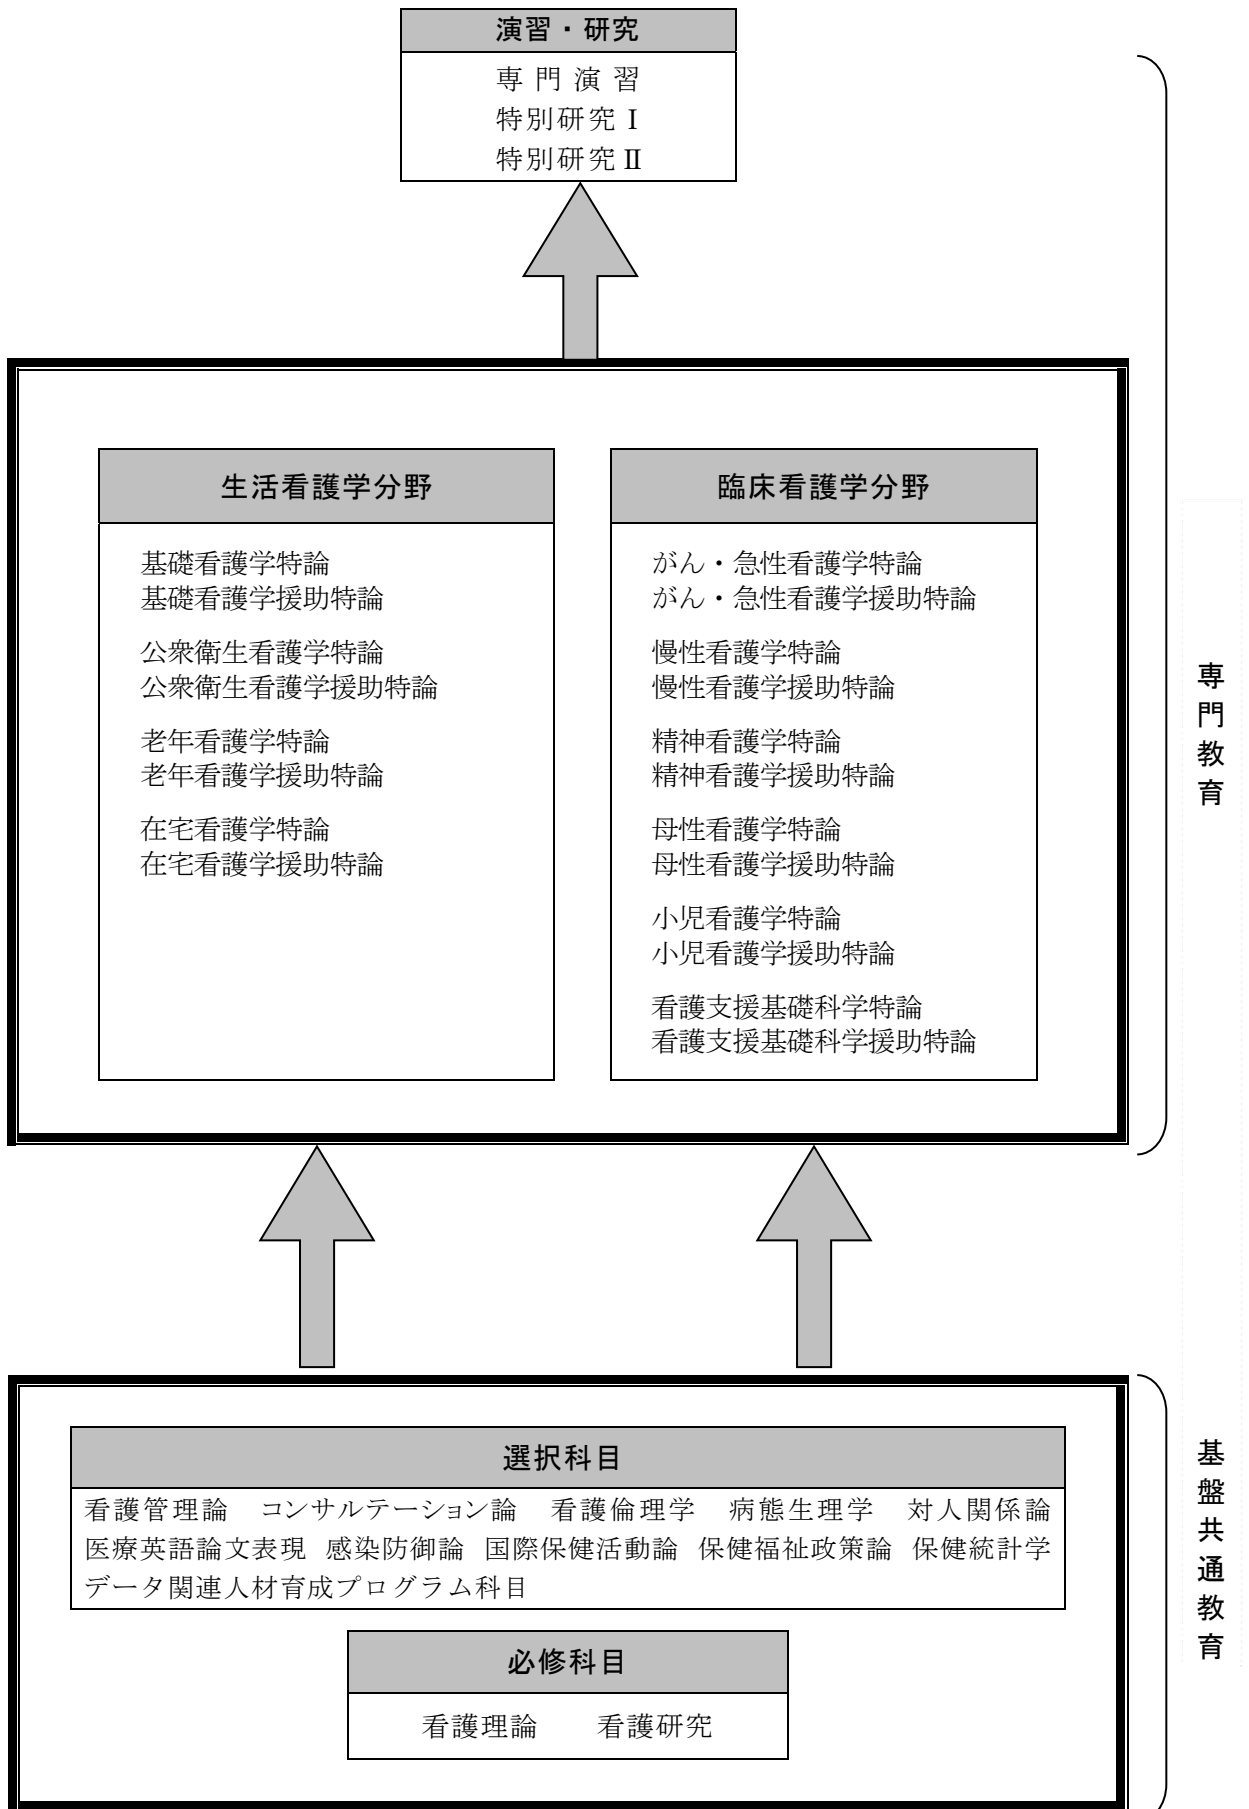 演習・研究
専門演習
特別研究Ⅰ
特別研究Ⅱ
生活看護学分野
基礎看護学特論
基礎看護学援助特論
公衆衛生看護学特論
公衆衛生看護学援助特論
老年看護学特論
老年看護学援助特論
在宅看護学特論
在宅看護学援助特論
臨床看護学分野
がん・急性看護学特論
がん・急性看護学援助特論
慢性看護学特論
慢性看護学援助特論
精神看護学特論
精神看護学援助特論
母性看護学特論
母性看護学援助特論
小児看護学特論
小児看護学援助特論
看護支援基礎科学特論
看護支援基礎科学援助特論
専門教育
選択科目
看護管理論 コンサルテーション論 看護倫理学 病態生理学 対人関係論
医療英語論文表現 感染防御論 国際保健活動論 保健福祉政策論 保健統計学
データ関連人材育成プログラム科目
必修科目
看護理論 看護研究
基盤共通教育